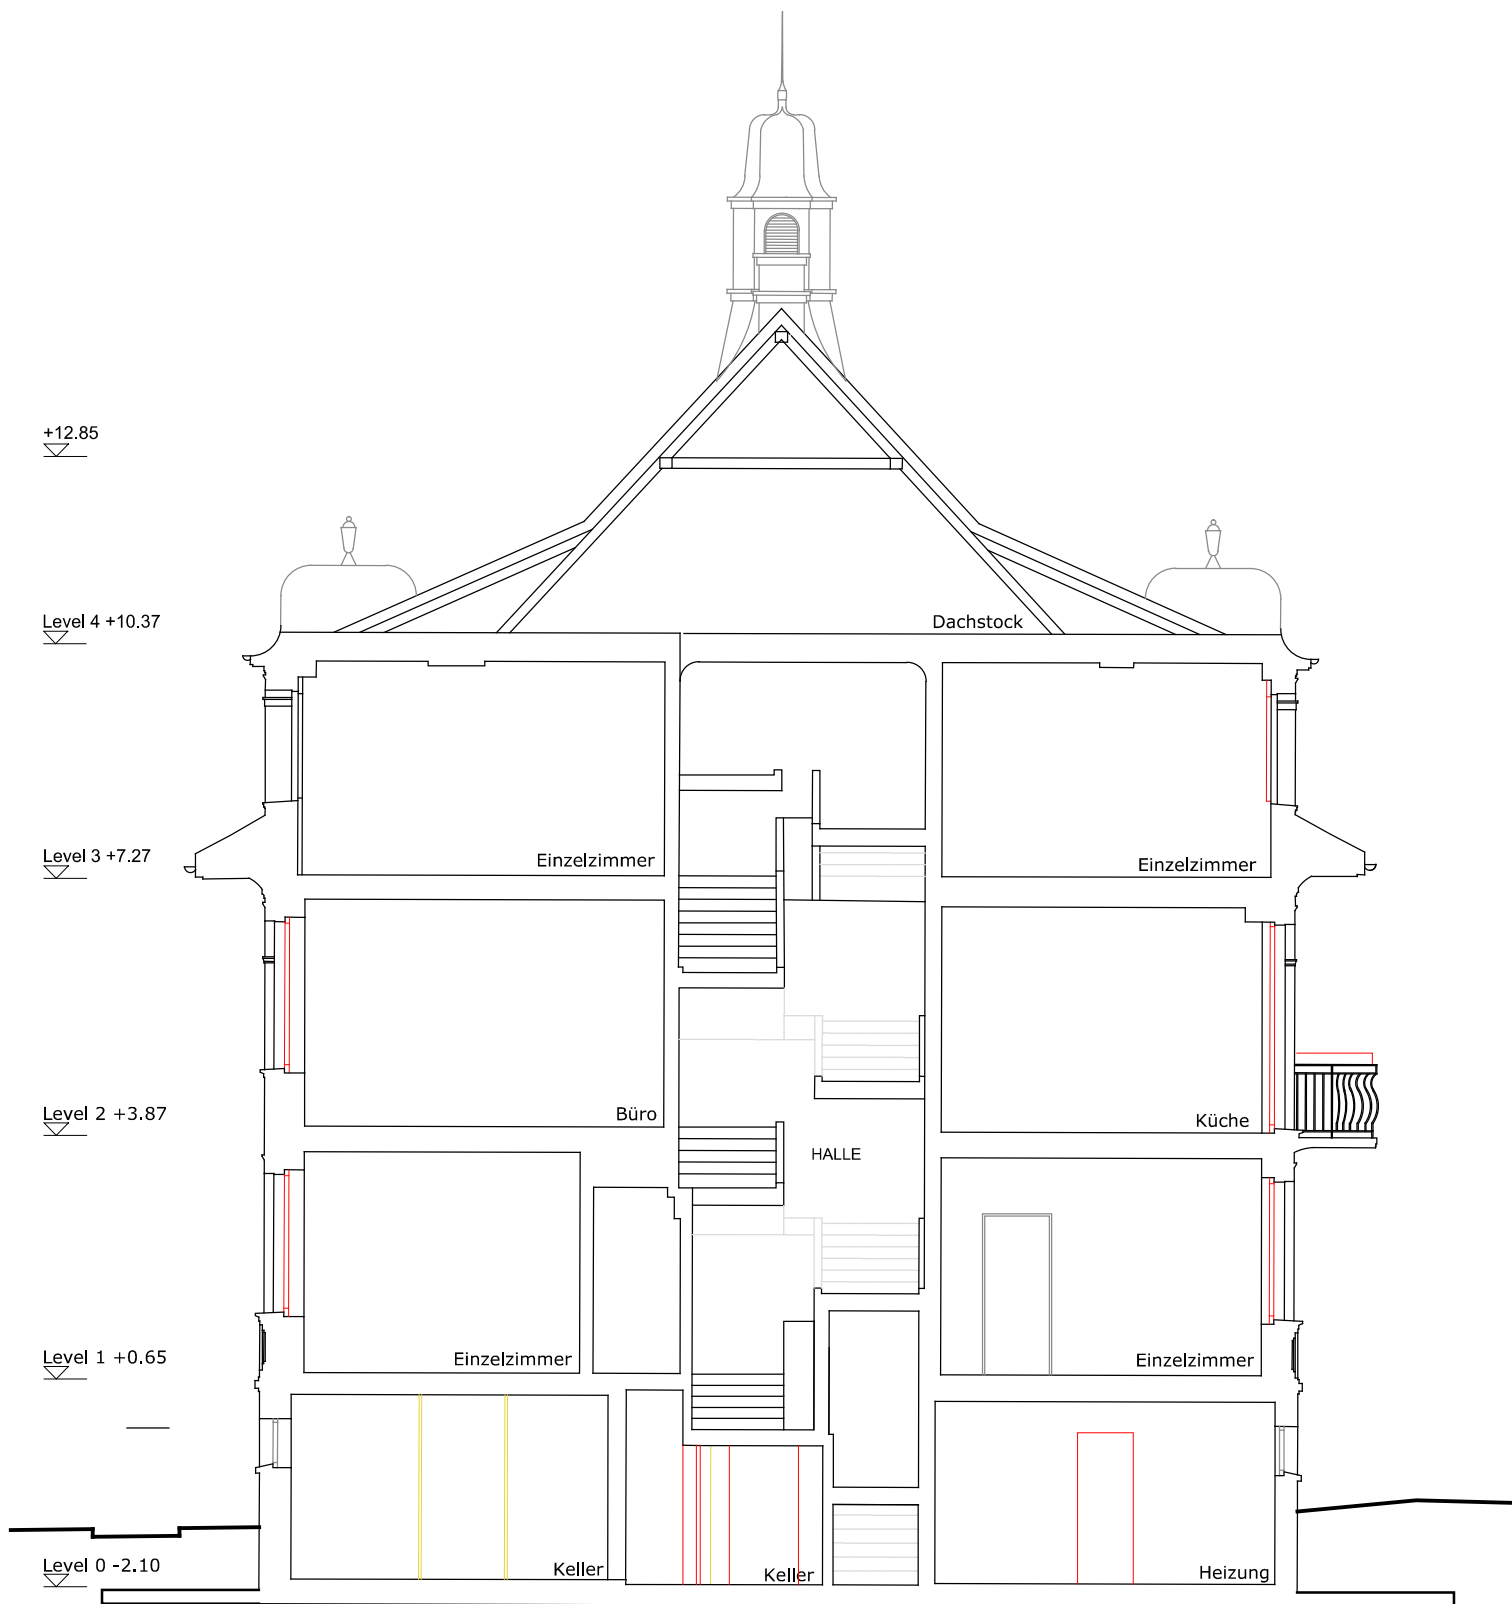 +12.85
Level 4 +10.37
Dachstock
Level 3 +7.27
Einzelzimmer
Einzelzimmer
Level 2 +3.87
Büro
Küche
HALLE
Level 1 +0.65
Einzelzimmer
Einzelzimmer
Level 0 -2.10
Keller
Keller
Heizung